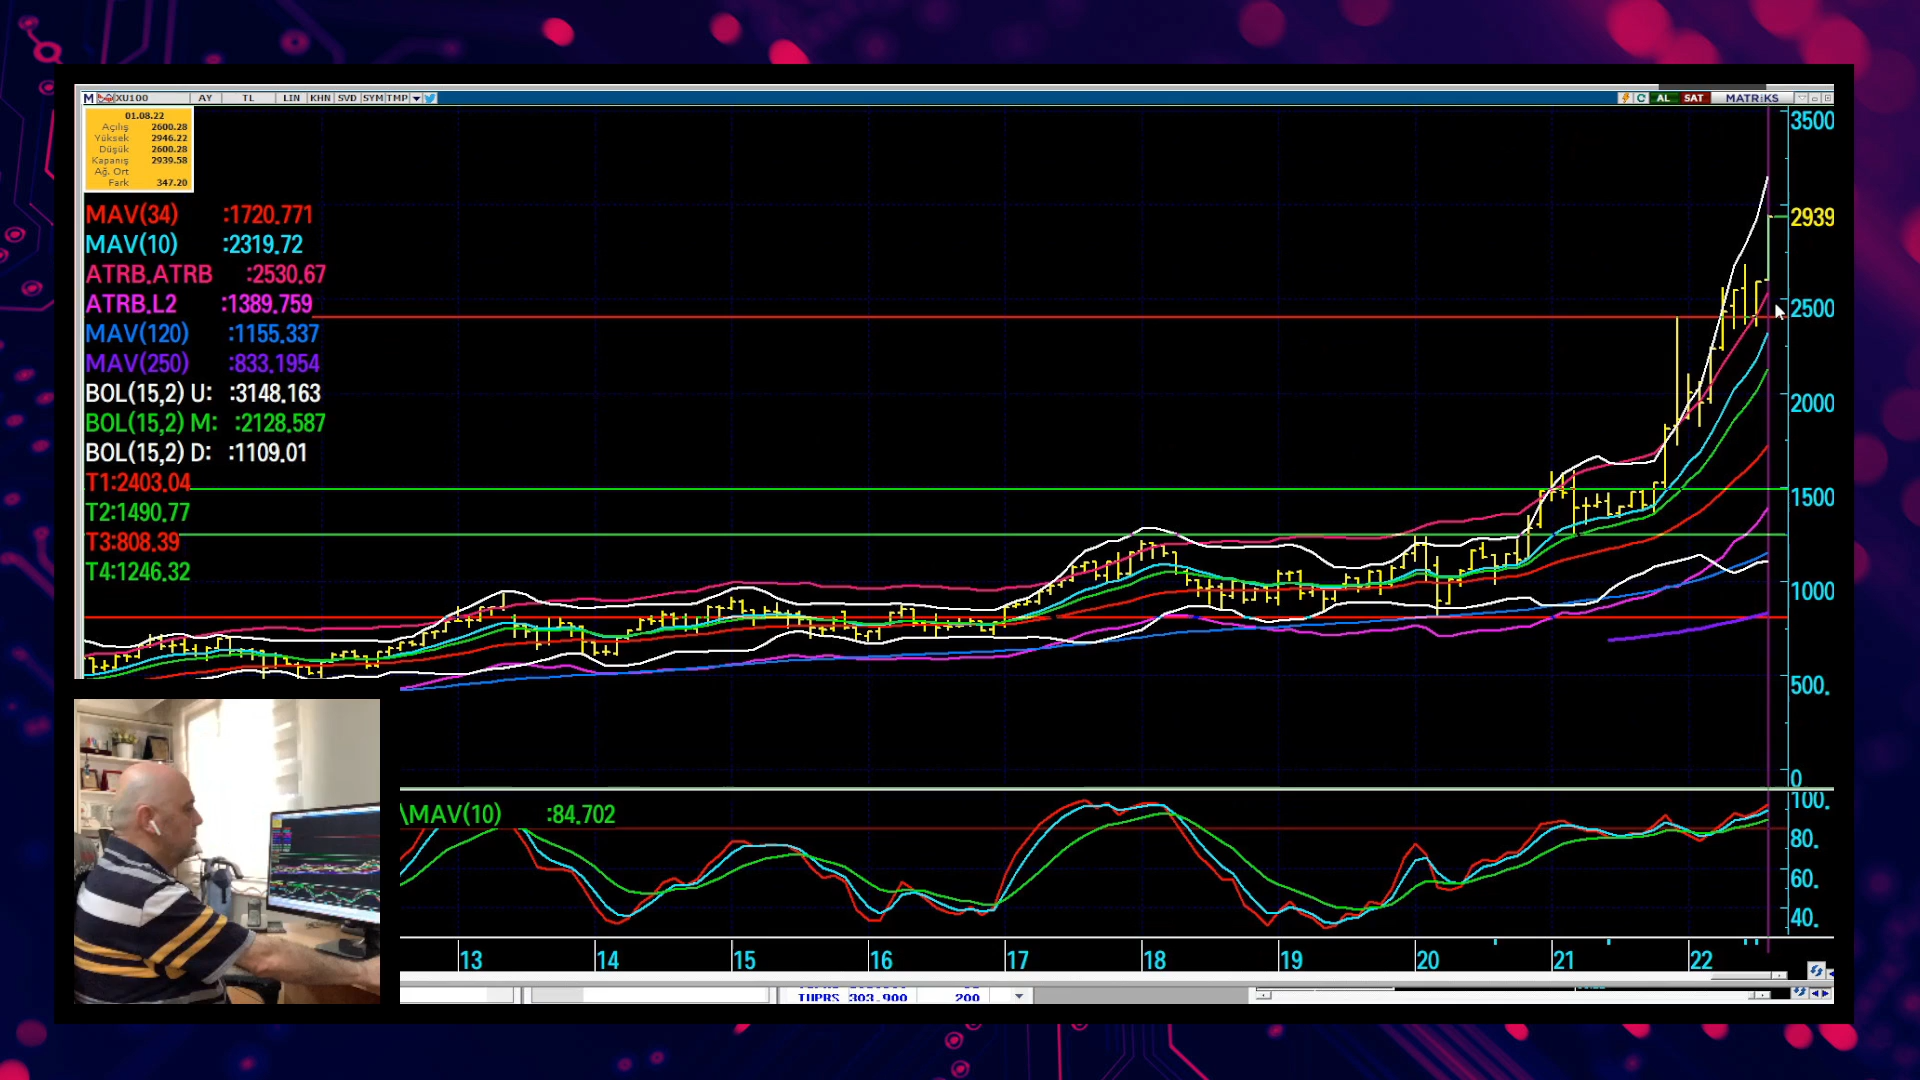 M XU100 AY TL LIN KHN SVD SYM TMP AL SAT MATRiKS
01.08.22
Açılış 2600.28
Yüksek 2946.22
Düşük 2600.28
Kapanış 2939.58
Ağ. Ort
Fark 347.20
MAV(34) :1720.771
MAV(10) :2319.72
ATRB.ATRB :2530.67
ATRB.L2 :1389.759
MAV(120) :1155.337
MAV(250) :833.1954
BOL(15,2) U: :3148.163
BOL(15,2) M: :2128.587
BOL(15,2) D: :1109.01
T1:2403.04
T2:1490.77
T3:808.39
T4:1246.32
3500
2939
2500
2000
1500
1000
500.
0
\MAV(10) :84.702
100.
80.
60.
40.
13 14 15 16 17 18 19 20 21 22
TUPRS 303.900 200